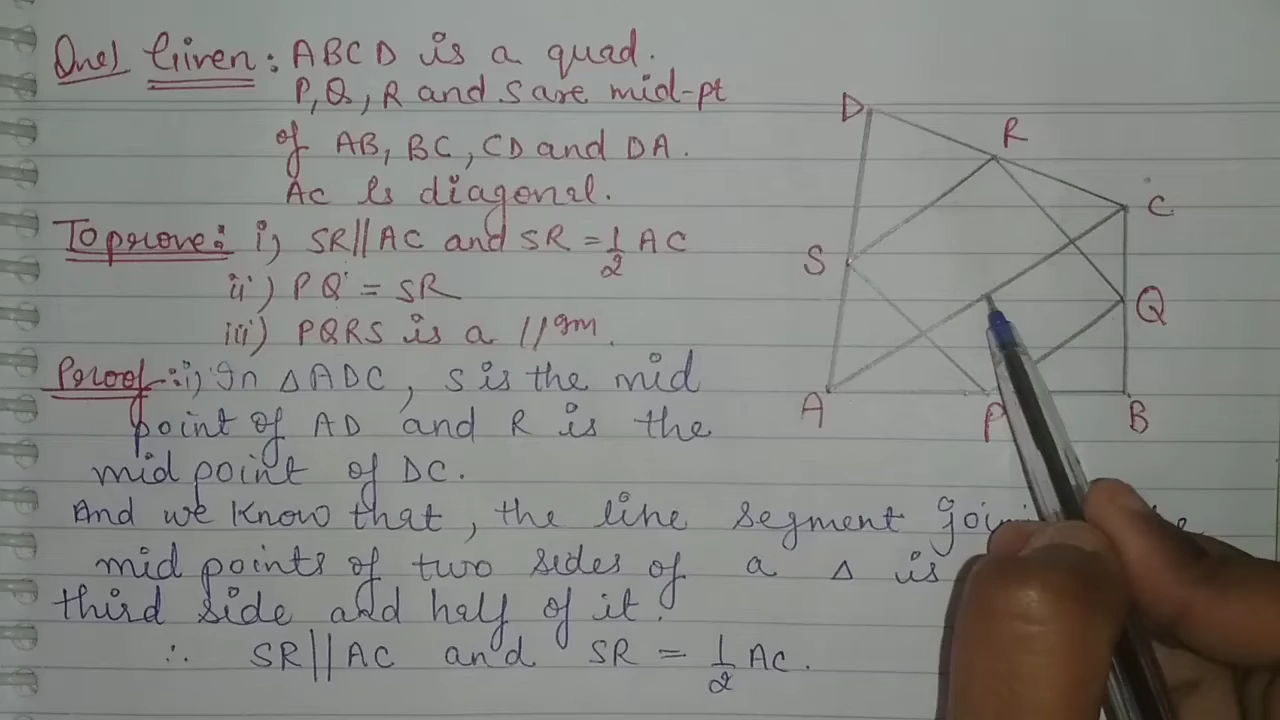 Que) Given: ABCD is a quad.
P, Q, R and S are mid-pt
of AB, BC, CD and DA.
AC is diagonal.
To prove: i) SR||AC and SR = 1/2 AC
ii) PQ = SR
iii) PQRS is a ||gm.
Proof:- i) In △ADC, S is the mid
point of AD and R is the
mid point of DC.
And we know that, the line segment
mid points of two sides of a △ is
third side and half of it.
∴ SR||AC and SR = 1/2 AC.
D
R
C
S
Q
A
P
B